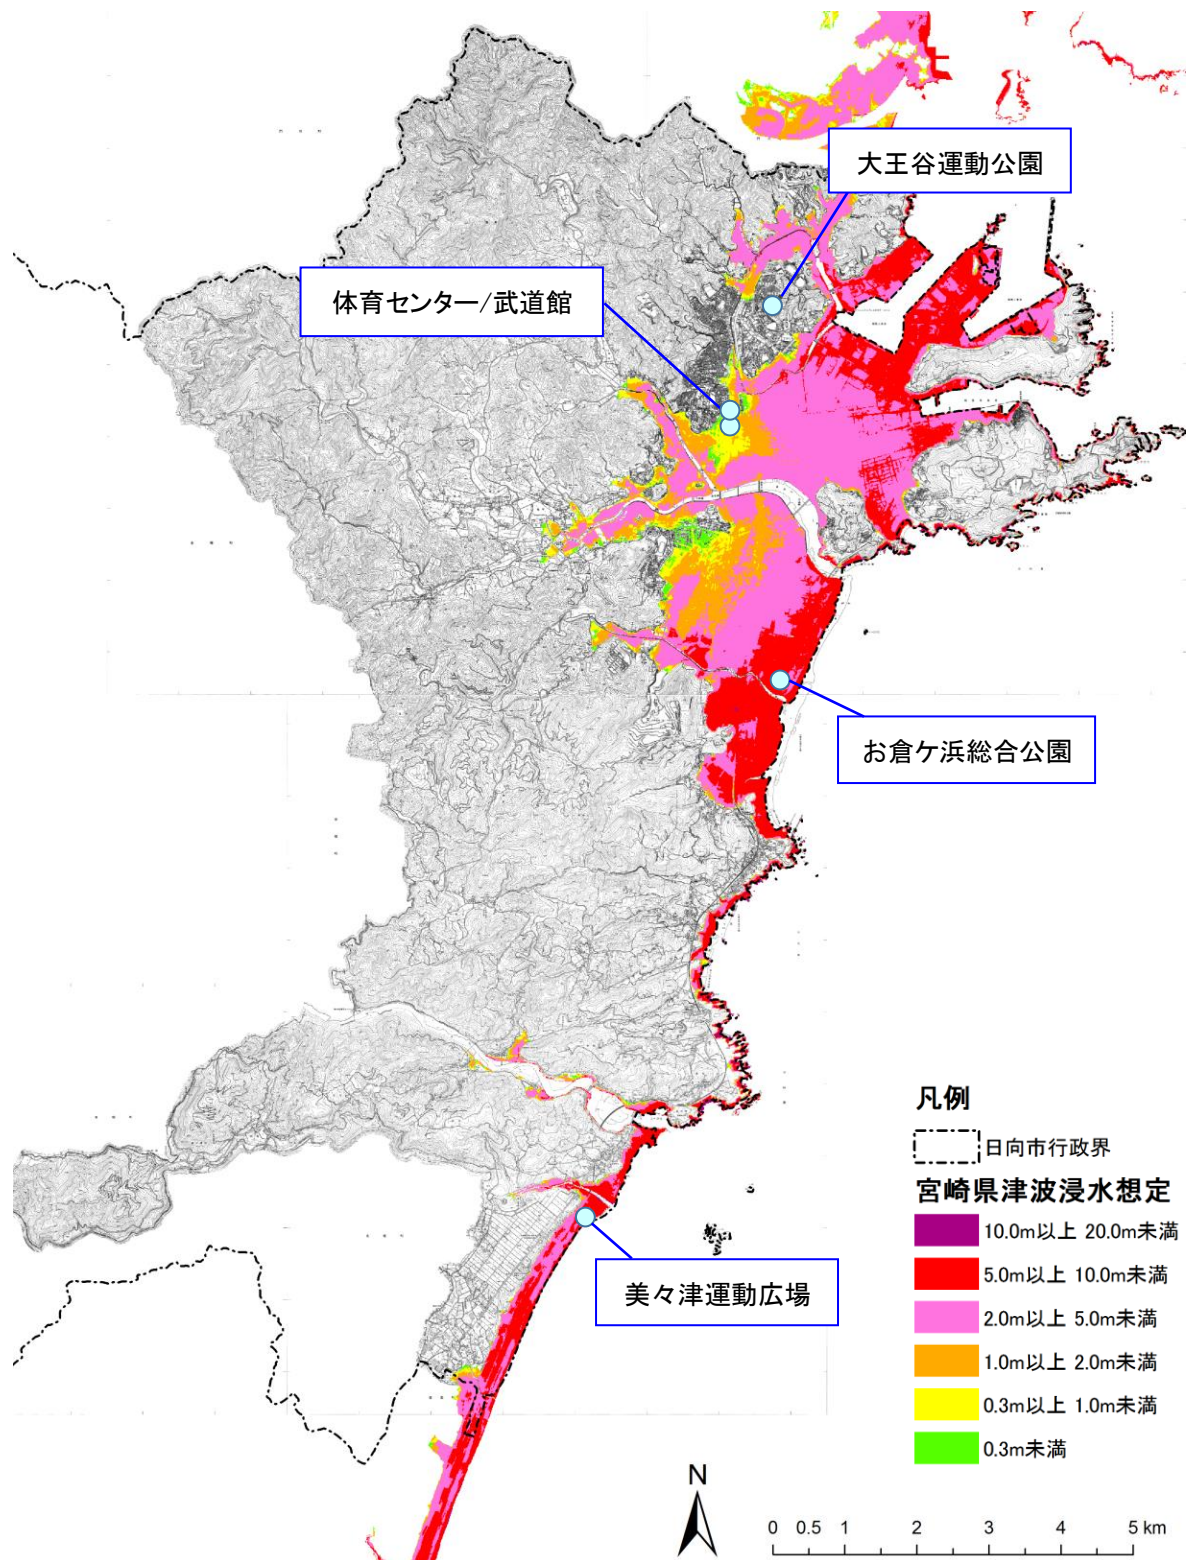 大王谷運動公園
体育センター/武道館
お倉ケ浜総合公園
美々津運動広場
凡例
日向市行政界
宮崎県津波浸水想定
10.0m以上 20.0m未満
5.0m以上 10.0m未満
2.0m以上 5.0m未満
1.0m以上 2.0m未満
0.3m以上 1.0m未満
0.3m未満
N
0 0.5 1 2 3 4 5 km